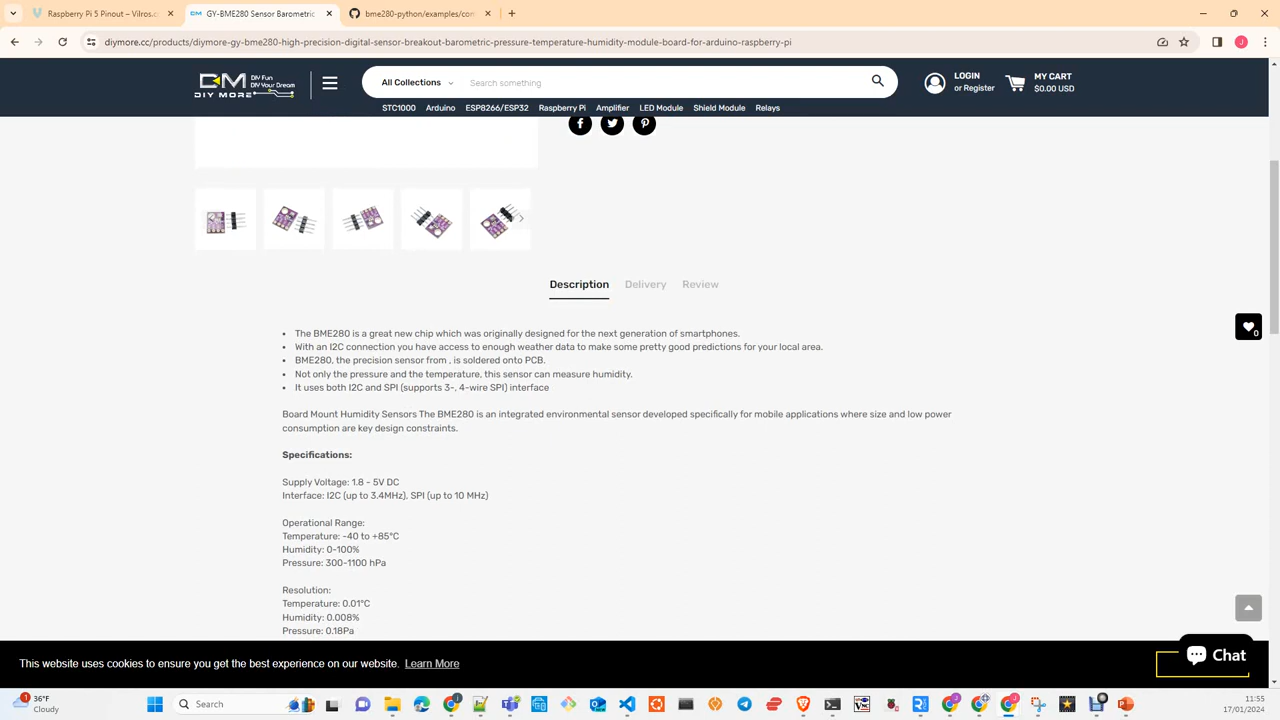 Raspberry Pi 5 Pinout – Vilros.c
GY-BME280 Sensor Barometric
bme280-python/examples/com
diymore.cc/products/diymore-gy-bme280-high-precision-digital-sensor-breakout-barometric-pressure-temperature-humidity-module-board-for-arduino-raspberry-pi
J
DIY MORE
DIY Fun
DIY Your Dream
All Collections
Search something
LOGIN
or Register
MY CART
$0.00 USD
STC1000 Arduino ESP8266/ESP32 Raspberry Pi Amplifier LED Module Shield Module Relays
Description Delivery Review
0
• The BME280 is a great new chip which was originally designed for the next generation of smartphones.
• With an I2C connection you have access to enough weather data to make some pretty good predictions for your local area.
• BME280, the precision sensor from , is soldered onto PCB.
• Not only the pressure and the temperature, this sensor can measure humidity.
• It uses both I2C and SPI (supports 3-, 4-wire SPI) interface
Board Mount Humidity Sensors The BME280 is an integrated environmental sensor developed specifically for mobile applications where size and low power
consumption are key design constraints.
Specifications:
Supply Voltage: 1.8 - 5V DC
Interface: I2C (up to 3.4MHz), SPI (up to 10 MHz)
Operational Range:
Temperature: -40 to +85°C
Humidity: 0-100%
Pressure: 300-1100 hPa
Resolution:
Temperature: 0.01°C
Humidity: 0.008%
Pressure: 0.18Pa
This website uses cookies to ensure you get the best experience on our website. Learn More
Chat
1
36°F
Cloudy
Search
11:55
17/01/2024